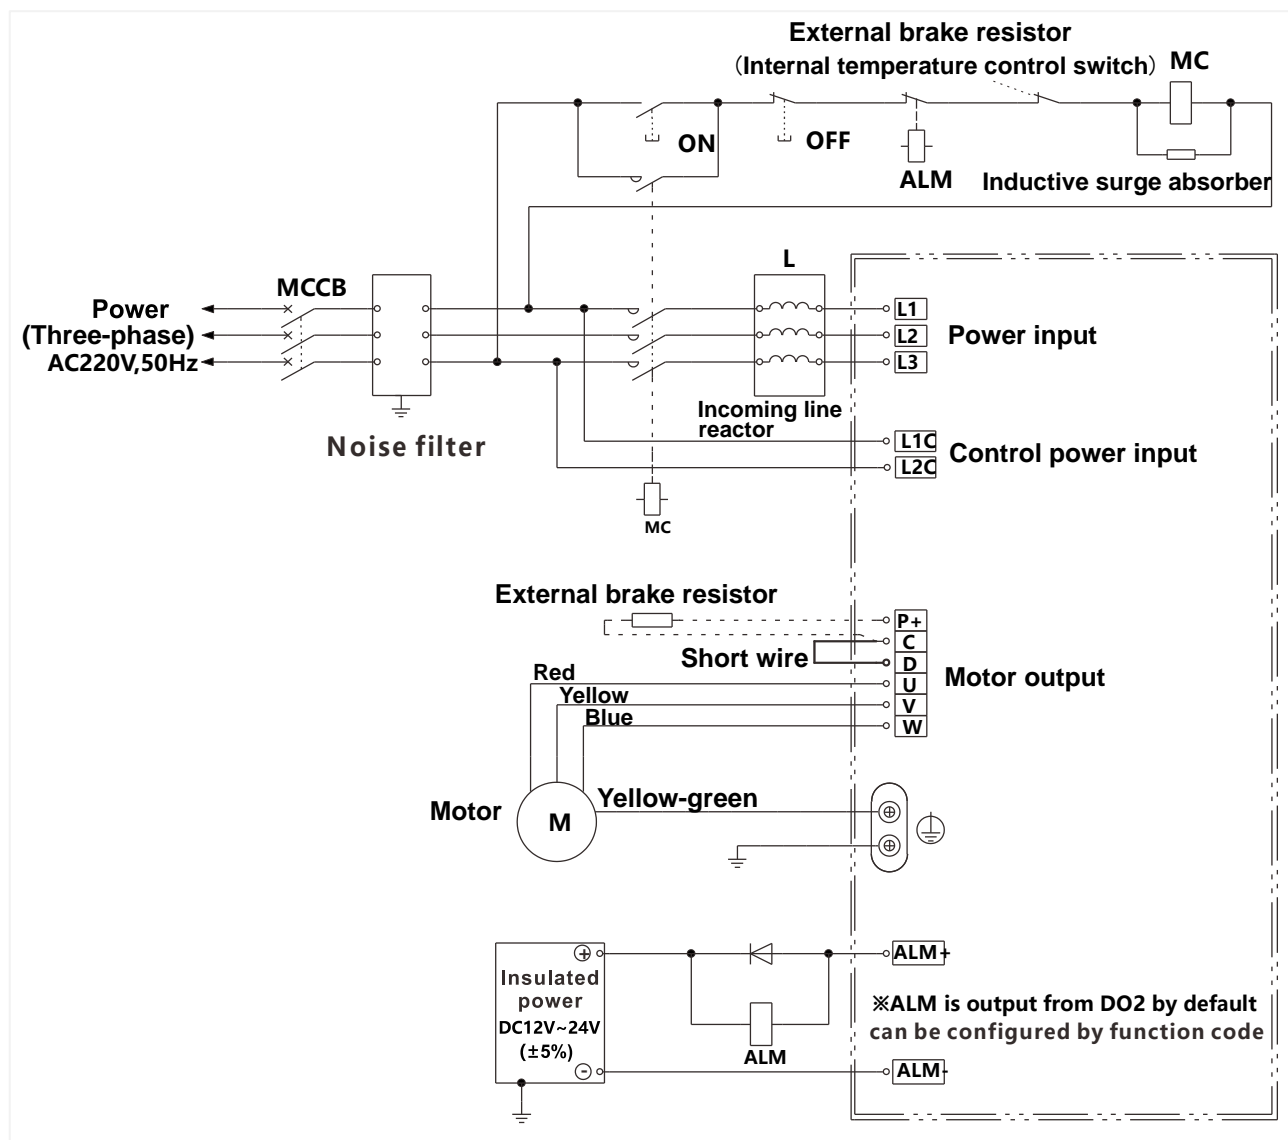 External brake resistor
（Internal temperature control switch）
MC
ON
OFF
ALM
Inductive surge absorber
L
MCCB
Power
(Three-phase)
AC220V,50Hz
L1
L2
L3
Power input
Incoming line
reactor
Noise filter
L1C
L2C
Control power input
MC
External brake resistor
P+
C
D
U
V
W
Short wire
Motor output
Red
Yellow
Blue
Motor
M
Yellow-green
Insulated
power
DC12V~24V
(±5%)
+
-
ALM+
ALM
※ALM is output from DO2 by default
can be configured by function code
ALM-